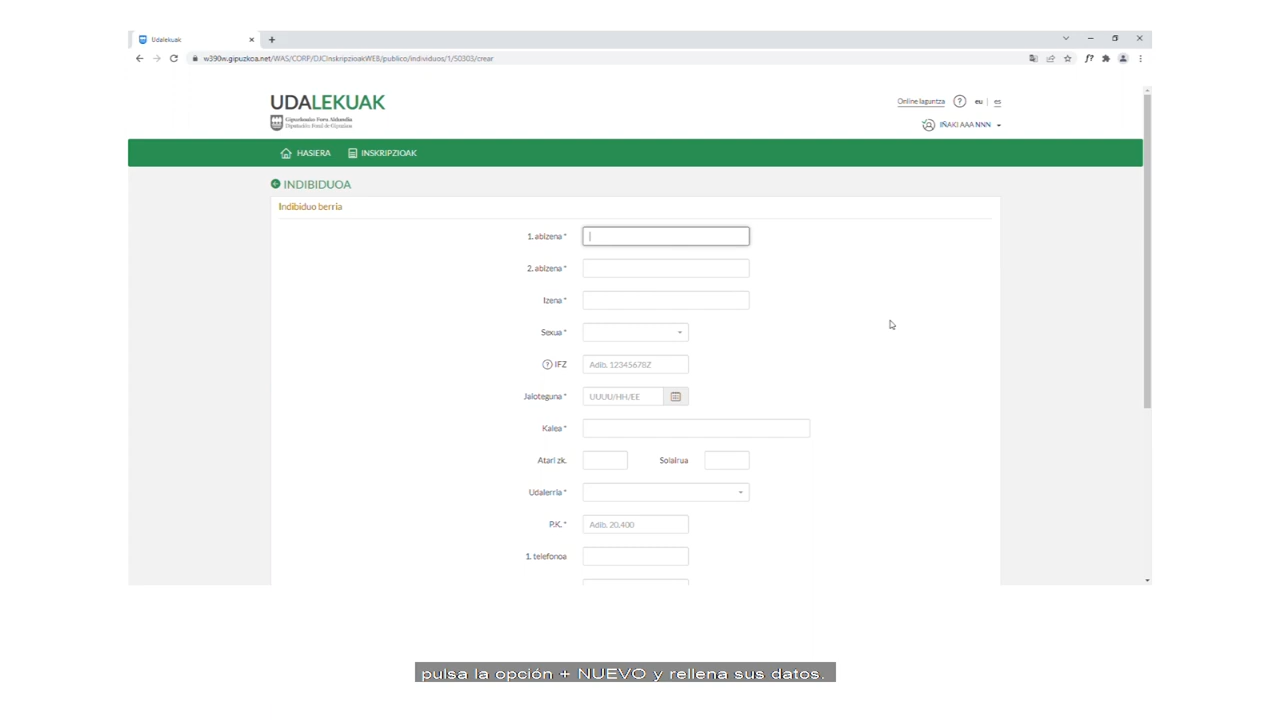 Udalekuak
w390w.gipuzkoa.net/WAS/CORP/DJCInskripzioakWEB/publico/individuos/1/50303/crear
UDALEKUAK
Gipuzkoako Foru Aldundia
Diputación Foral de Gipuzkoa
Online laguntza ? eu | es
IÑAKI AAA NNN
HASIERA INSKRIPZIOAK
INDIBIDUOA
Indibiduo berria
1. abizena *
2. abizena *
Izena *
Sexua *
? IFZ Adib. 12345678Z
Jaioteguna * UUUU/HH/EE
Kalea *
Atari zk. Solairua
Udalerria *
P.K. * Adib. 20.400
1. telefonoa
pulsa la opción + NUEVO y rellena sus datos.